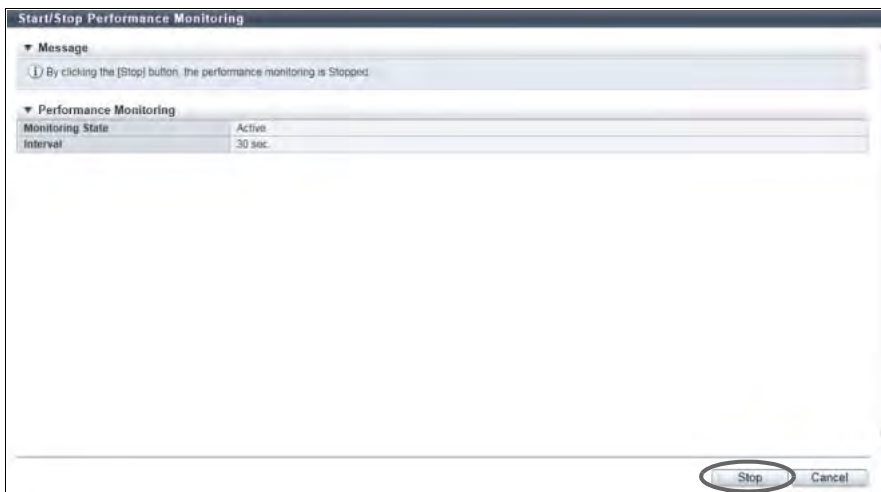 Start/Stop Performance Monitoring
Message
By clicking the [Stop] button, the performance monitoring is Stopped.
Performance Monitoring
Monitoring State Active
Interval 30 sec.
Stop Cancel